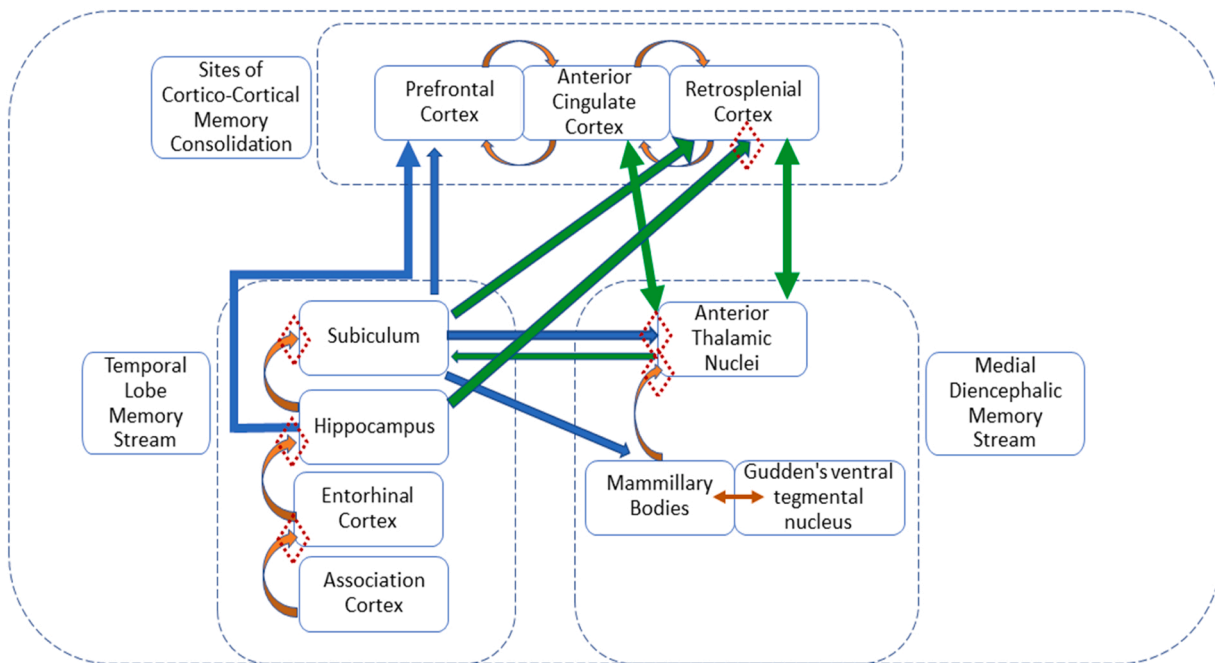 Sites of
Cortico-Cortical
Memory
Consolidation
Prefrontal
Cortex
Anterior
Cingulate
Cortex
Retrosplenial
Cortex
Temporal
Lobe
Memory
Stream
Subiculum
Hippocampus
Entorhinal
Cortex
Association
Cortex
Anterior
Thalamic
Nuclei
Mammillary
Bodies
Gudden's ventral
tegmental
nucleus
Medial
Diencephalic
Memory
Stream